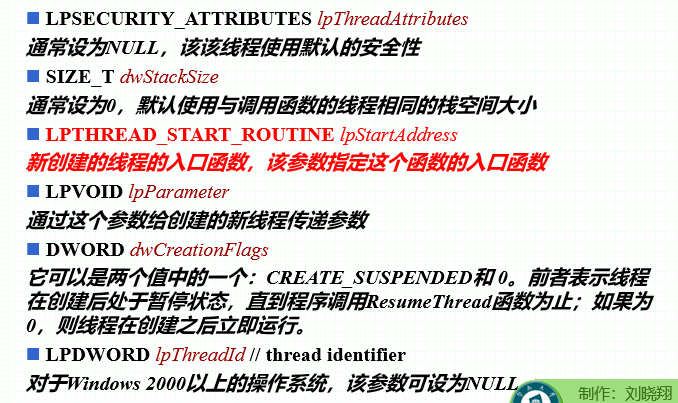 LPSECURITY_ATTRIBUTES lpThreadAttributes
通常设为NULL，该该线程使用默认的安全性
SIZE_T dwStackSize
通常设为0，默认使用与调用函数的线程相同的栈空间大小
LPTHREAD_START_ROUTINE lpStartAddress
新创建的线程的入口函数，该参数指定这个函数的入口函数
LPVOID lpParameter
通过这个参数给创建的新线程传递参数
DWORD dwCreationFlags
它可以是两个值中的一个：CREATE_SUSPENDED和 0。前者表示线程
在创建后处于暂停状态，直到程序调用ResumeThread函数为止；如果为
0，则线程在创建之后立即运行。
LPDWORD lpThreadId // thread identifier
对于Windows 2000以上的操作系统，该参数可设为NULL
制作：刘晓翔